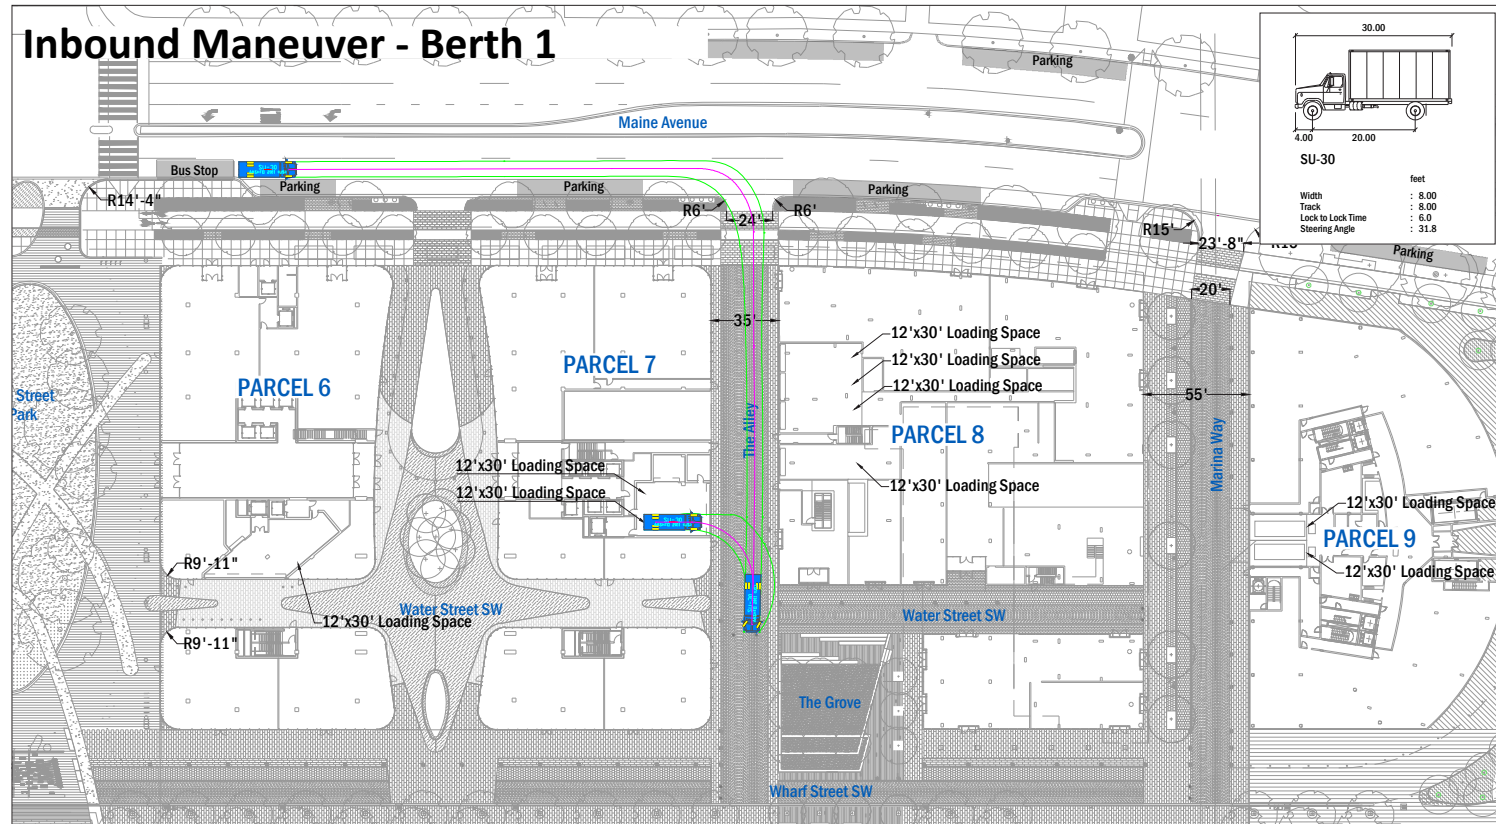 Inbound Maneuver - Berth 1
30.00
4.00
20.00
SU-30
feet
Width : 8.00
Track : 8.00
Lock to Lock Time : 6.0
Steering Angle : 31.8
Parking
Maine Avenue
Bus Stop
SU-30
Parking
Parking
Parking
R14'-4"
R6'
24'
R6'
R15'
23'-8"
Parking
20'
35'
12'x30' Loading Space
12'x30' Loading Space
12'x30' Loading Space
PARCEL 6
PARCEL 7
Street
Park
55'
The Alley
PARCEL 8
Marina Way
12'x30' Loading Space
12'x30' Loading Space
12'x30' Loading Space
12'x30' Loading Space
SU-30
PARCEL 9
12'x30' Loading Space
R9'-11"
Water Street SW
12'x30' Loading Space
Water Street SW
R9'-11"
The Grove
Wharf Street SW